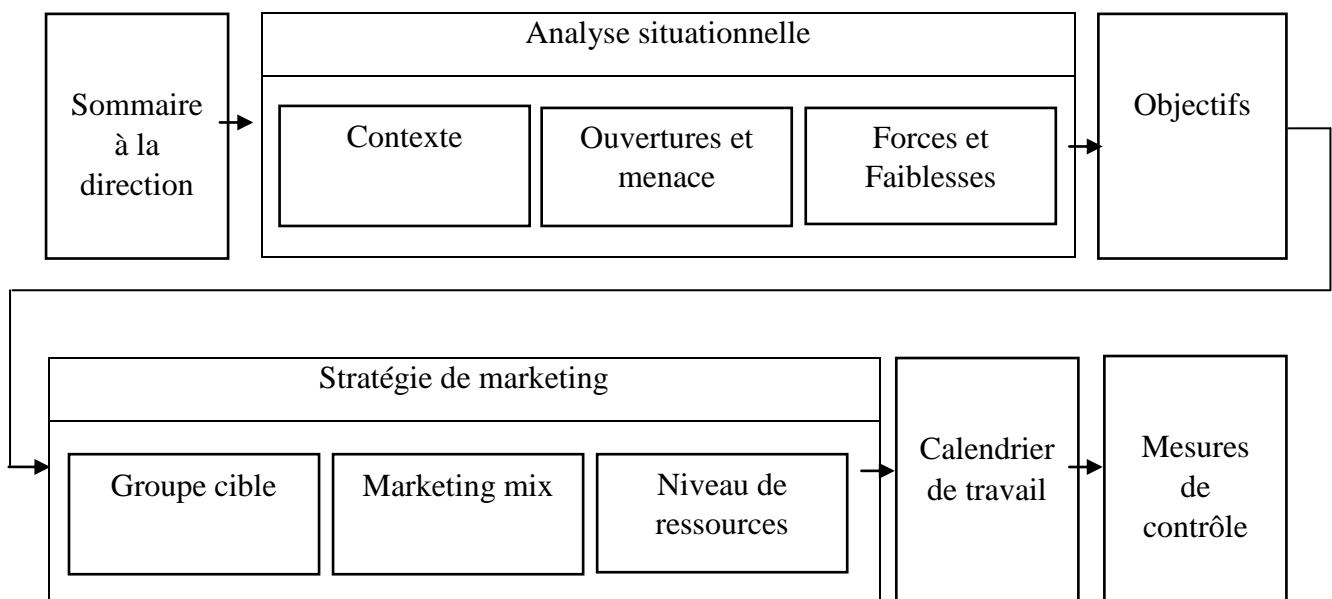 Analyse situationnelle
Sommaire
à la
direction
Contexte
Ouvertures et
menace
Forces et
Faiblesses
Objectifs
Stratégie de marketing
Groupe cible
Marketing mix
Niveau de
ressources
Calendrier
de travail
Mesures
de
contrôle